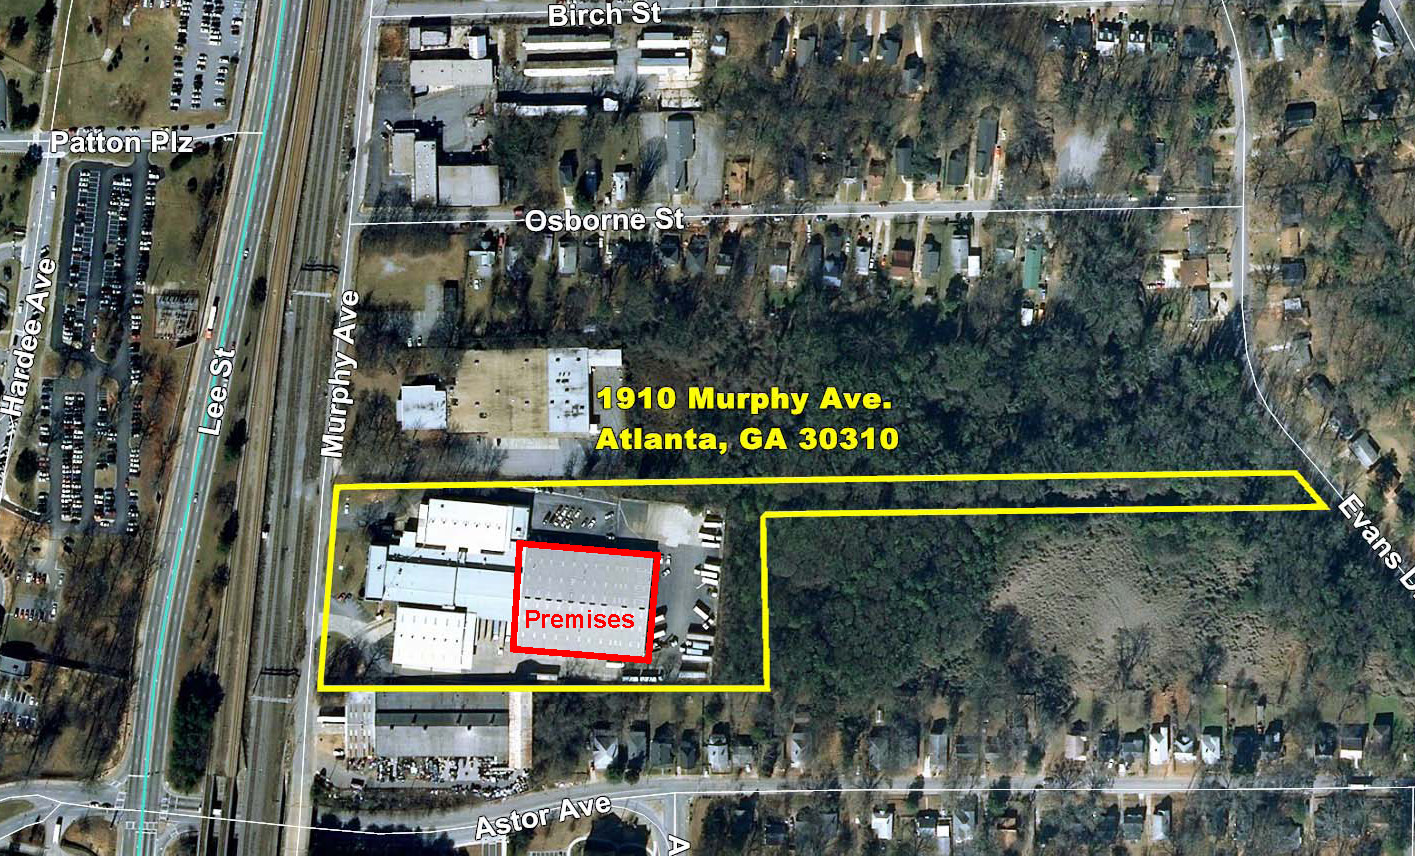 Birch St
Patton Plz
Osborne St
Hardee Ave
Lee St
Murphy Ave
1910 Murphy Ave.
Atlanta, GA 30310
Evans D
Premises
Astor Ave
A